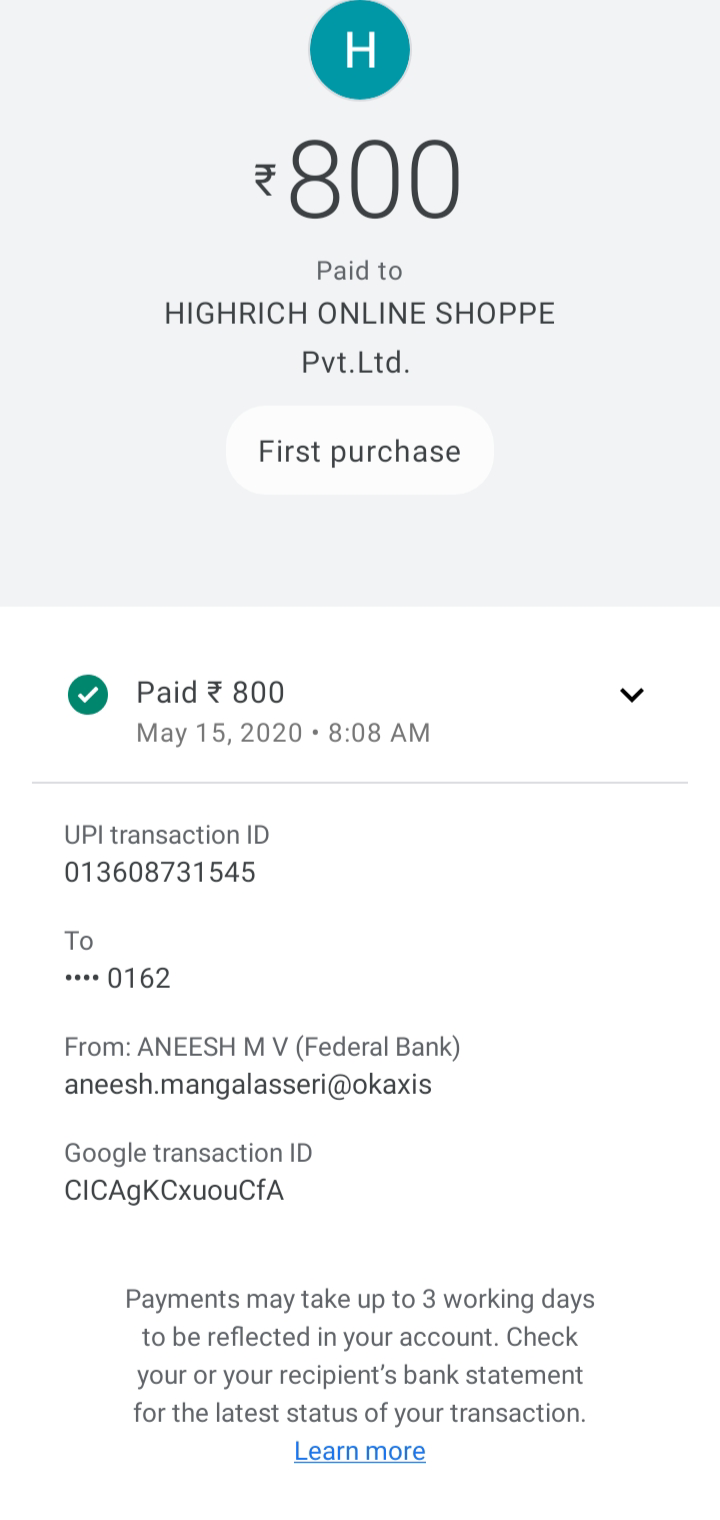 H
₹800
Paid to
HIGHRICH ONLINE SHOPPE
Pvt.Ltd.
First purchase
Paid ₹ 800
May 15, 2020 • 8:08 AM
UPI transaction ID
013608731545
To
•••• 0162
From: ANEESH M V (Federal Bank)
aneesh.mangalasseri@okaxis
Google transaction ID
CICAgKCxuouCfA
Payments may take up to 3 working days
to be reflected in your account. Check
your or your recipient’s bank statement
for the latest status of your transaction.
Learn more